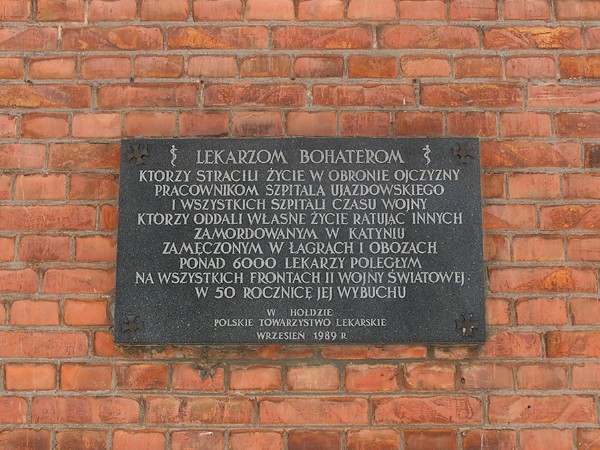 LEKARZOM BOHATEROM
KTÓRZY STRACILI ŻYCIE W OBRONIE OJCZYZNY
PRACOWNIKOM SZPITALA UJAZDOWSKIEGO
I WSZYSTKICH SZPITALI CZASU WOJNY
KTÓRZY ODDALI WŁASNE ŻYCIE RATUJĄC INNYCH
ZAMORDOWANYM W KATYNIU
ZAMĘCZONYM W ŁAGRACH I OBOZACH
PONAD 6000 LEKARZY POLEGŁYM
NA WSZYSTKICH FRONTACH II WOJNY ŚWIATOWEJ
W 50 ROCZNICĘ JEJ WYBUCHU
W HOŁDZIE
POLSKIE TOWARZYSTWO LEKARSKIE
WRZESIEŃ 1989 R